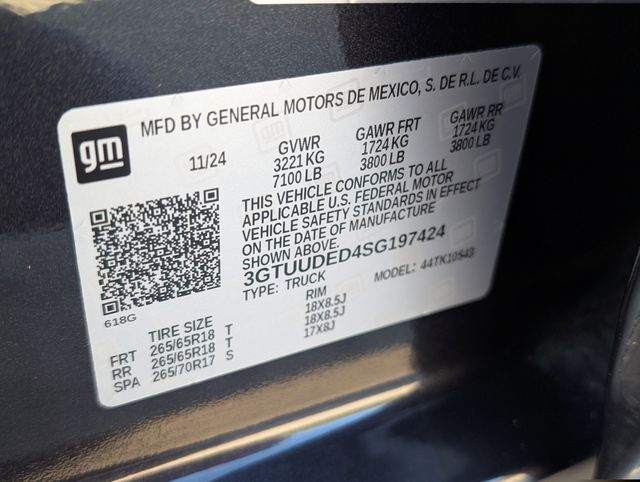 MFD BY GENERAL MOTORS DE MEXICO, S. DE R.L. DE C.V.
gm
11/24
GVWR
3221 KG
7100 LB
GAWR FRT
1724 KG
3800 LB
GAWR RR
1724 KG
3800 LB
THIS VEHICLE CONFORMS TO ALL
APPLICABLE U.S. FEDERAL MOTOR
VEHICLE SAFETY STANDARDS IN EFFECT
ON THE DATE OF MANUFACTURE
SHOWN ABOVE.
3GTUUDED4SG197424
TYPE: TRUCK
MODEL: 44TK10543
618G
TIRE SIZE RIM
FRT 265/65R18 T 18X8.5J
RR 265/65R18 T 18X8.5J
SPA 265/70R17 S 17X8J